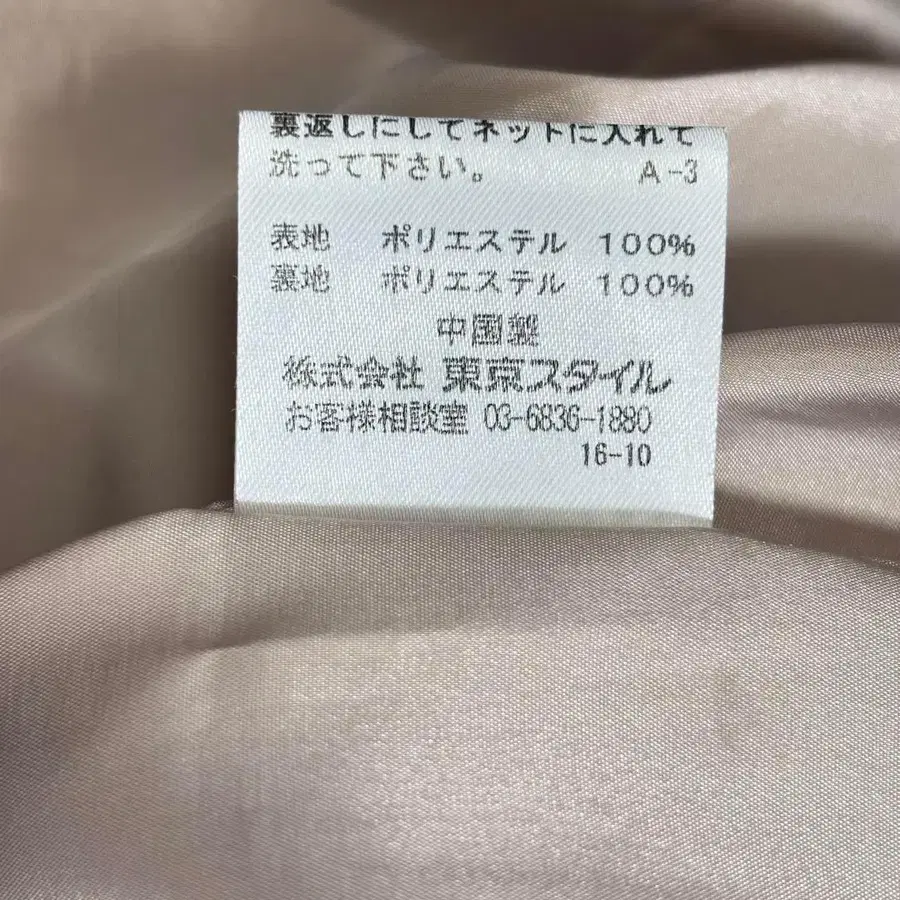 裏返しにしてネットに入れて
洗って下さい。 A-3
表地 ポリエステル 100%
裏地 ポリエステル 100%
中国製
株式会社 東京スタイル
お客様相談室 03-6836-1880
16-10